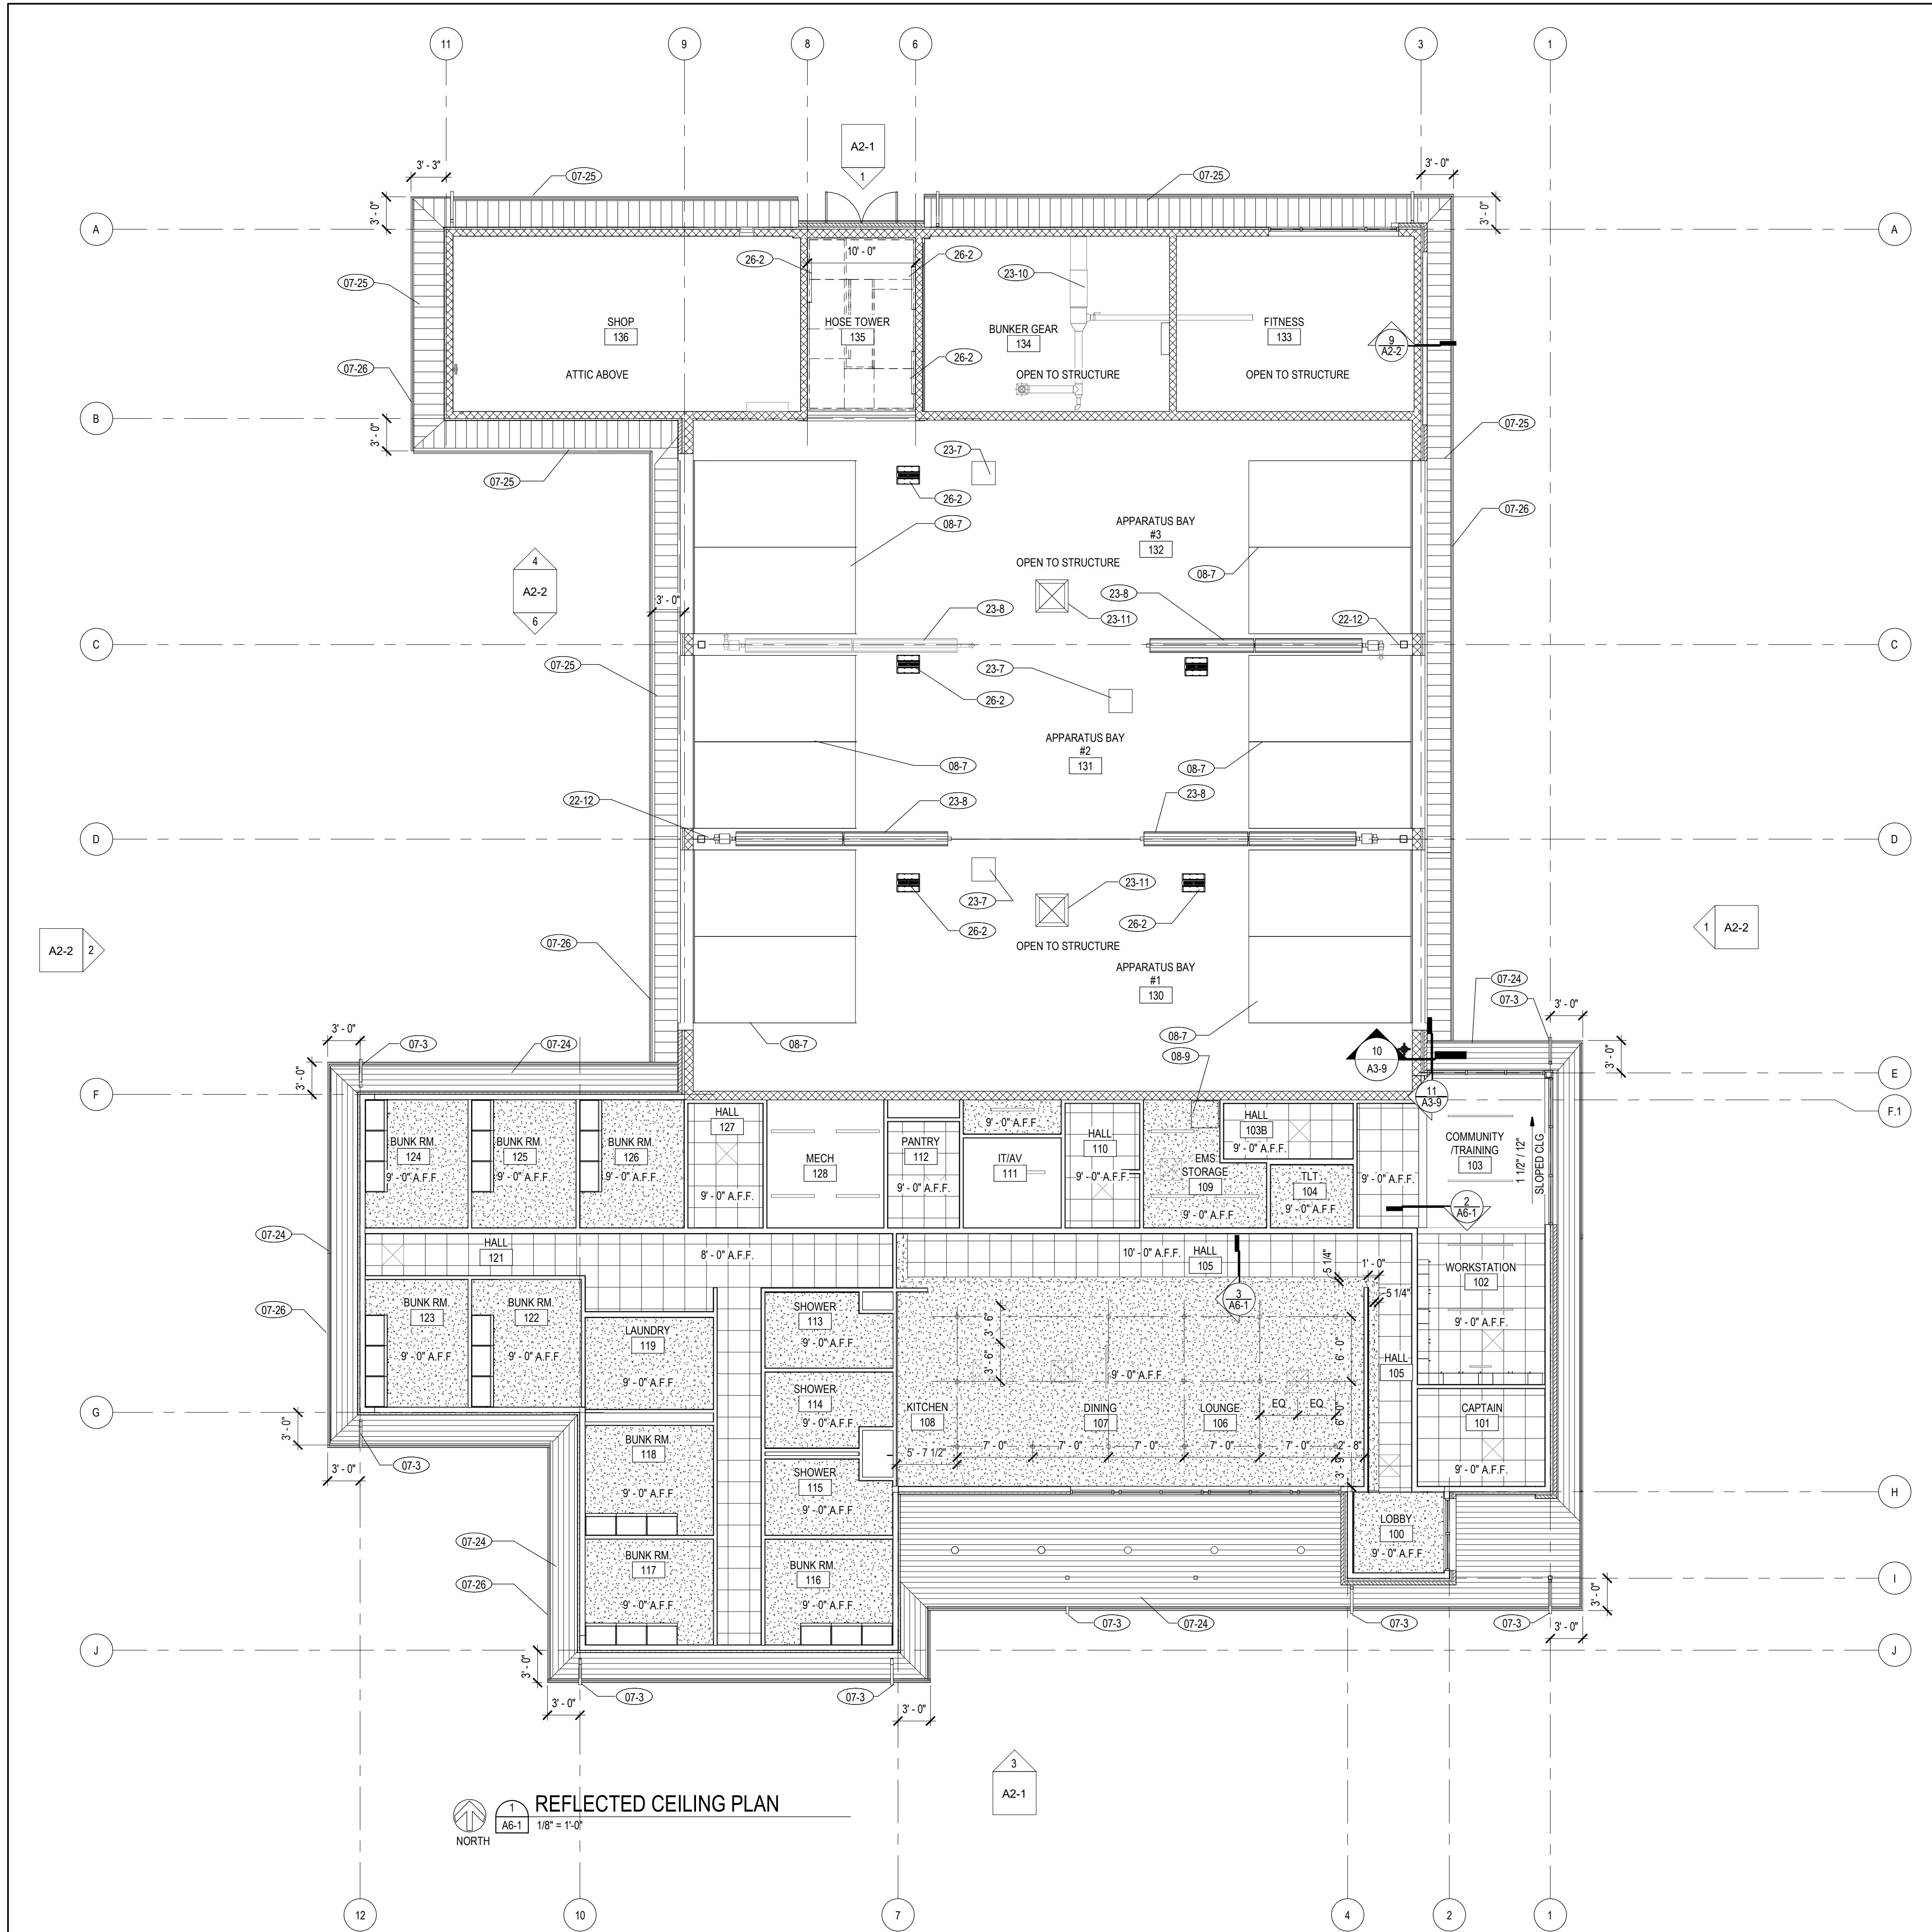 11
9
8
6
3
1
A2-1
1
3' - 3"
07-25
07-25
3' - 0"
3' - 0"
3' - 0"
A
A
26-2
10' - 0"
26-2
23-10
07-25
SHOP
136
HOSE TOWER
135
BUNKER GEAR
134
FITNESS
133
9
A2-2
26-2
07-26
ATTIC ABOVE
OPEN TO STRUCTURE
OPEN TO STRUCTURE
B
B
3' - 0"
07-25
07-25
23-7
26-2
07-26
08-7
APPARATUS BAY
#3
132
OPEN TO STRUCTURE
08-7
4
A2-2
6
3' - 0"
23-8
23-8
23-11
22-12
C
C
07-25
23-7
26-2
APPARATUS BAY
#2
131
08-7
08-7
22-12
23-8
23-8
D
D
23-11
23-7
26-2
26-2
OPEN TO STRUCTURE
07-26
A2-2
2
1
A2-2
APPARATUS BAY
#1
130
07-24
07-3
3' - 0"
3' - 0"
07-3
07-24
08-7
08-7
08-9
10
A3-9
3' - 0"
3' - 0"
E
F
11
A3-9
F.1
BUNK RM.
124
9' - 0" A.F.F.
BUNK RM.
125
9' - 0" A.F.F.
BUNK RM.
126
9' - 0" A.F.F.
HALL
127
9' - 0" A.F.F.
MECH
128
PANTRY
112
9' - 0" A.F.F.
9' - 0" A.F.F.
IT/AV
111
HALL
110
9' - 0" A.F.F.
EMS.
STORAGE
109
9' - 0" A.F.F.
HALL
103B
9' - 0" A.F.F.
TLT
104
9' - 0" A.F.F.
9' - 0" A.F.F.
COMMUNITY
/TRAINING
103
1 1/2" / 12"
SLOPED CLG
2
A6-1
07-24
HALL
121
8' - 0" A.F.F.
10' - 0" A.F.F.
HALL
105
5 1/4"
1' - 0"
5 1/4"
WORKSTATION
102
9' - 0" A.F.F.
07-26
BUNK RM.
123
9' - 0" A.F.F.
BUNK RM.
122
9' - 0" A.F.F.
LAUNDRY
119
9' - 0" A.F.F.
SHOWER
113
9' - 0" A.F.F.
3
A6-1
3' - 6"
3' - 6"
6' - 0"
9' - 0" A.F.F.
HALL
105
SHOWER
114
9' - 0" A.F.F.
KITCHEN
108
DINING
107
LOUNGE
106
EQ
EQ
6' - 0"
CAPTAIN
101
9' - 0" A.F.F.
G
3' - 0"
3' - 0"
07-3
BUNK RM.
118
9' - 0" A.F.F.
5' - 7 1/2"
7' - 0"
7' - 0"
7' - 0"
7' - 0"
7' - 0"
2' - 8"
3' - 9"
SHOWER
115
9' - 0" A.F.F.
H
LOBBY
100
9' - 0" A.F.F.
07-24
07-26
BUNK RM.
117
9' - 0" A.F.F.
BUNK RM.
116
9' - 0" A.F.F.
I
3' - 0"
07-3
07-24
07-3
07-3
3' - 0"
J
J
3' - 0"
07-3
07-3
3' - 0"
3' - 0"
3
A2-1
NORTH
1
A6-1
REFLECTED CEILING PLAN
1/8" = 1'-0"
12
10
7
4
2
1